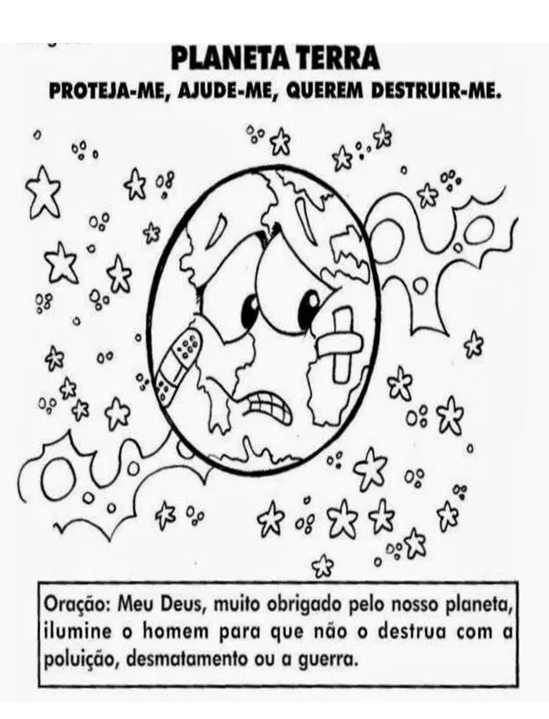 PLANETA TERRA
PROTEJA-ME, AJUDE-ME, QUEREM DESTRUIR-ME.
Oração: Meu Deus, muito obrigado pelo nosso planeta,
ilumine o homem para que não o destrua com a
poluição, desmatamento ou a guerra.